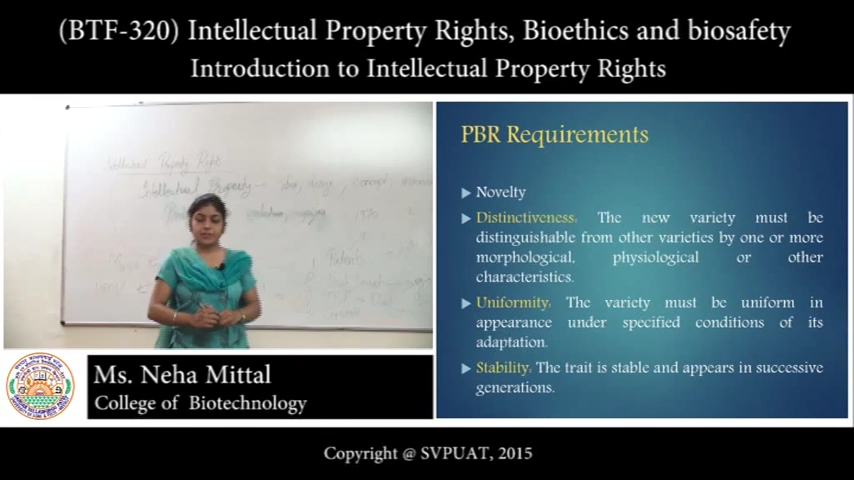 (BTF-320) Intellectual Property Rights, Bioethics and biosafety
Introduction to Intellectual Property Rights
Intellectual Property
PBR Requirements
Novelty
Distinctiveness: The new variety must be
distinguishable from other varieties by one or more
morphological, physiological or other
characteristics.
Uniformity: The variety must be uniform in
appearance under specified conditions of its
adaptation.
Stability: The trait is stable and appears in successive
generations.
Ms. Neha Mittal
College of Biotechnology
Copyright @ SVPUAT, 2015